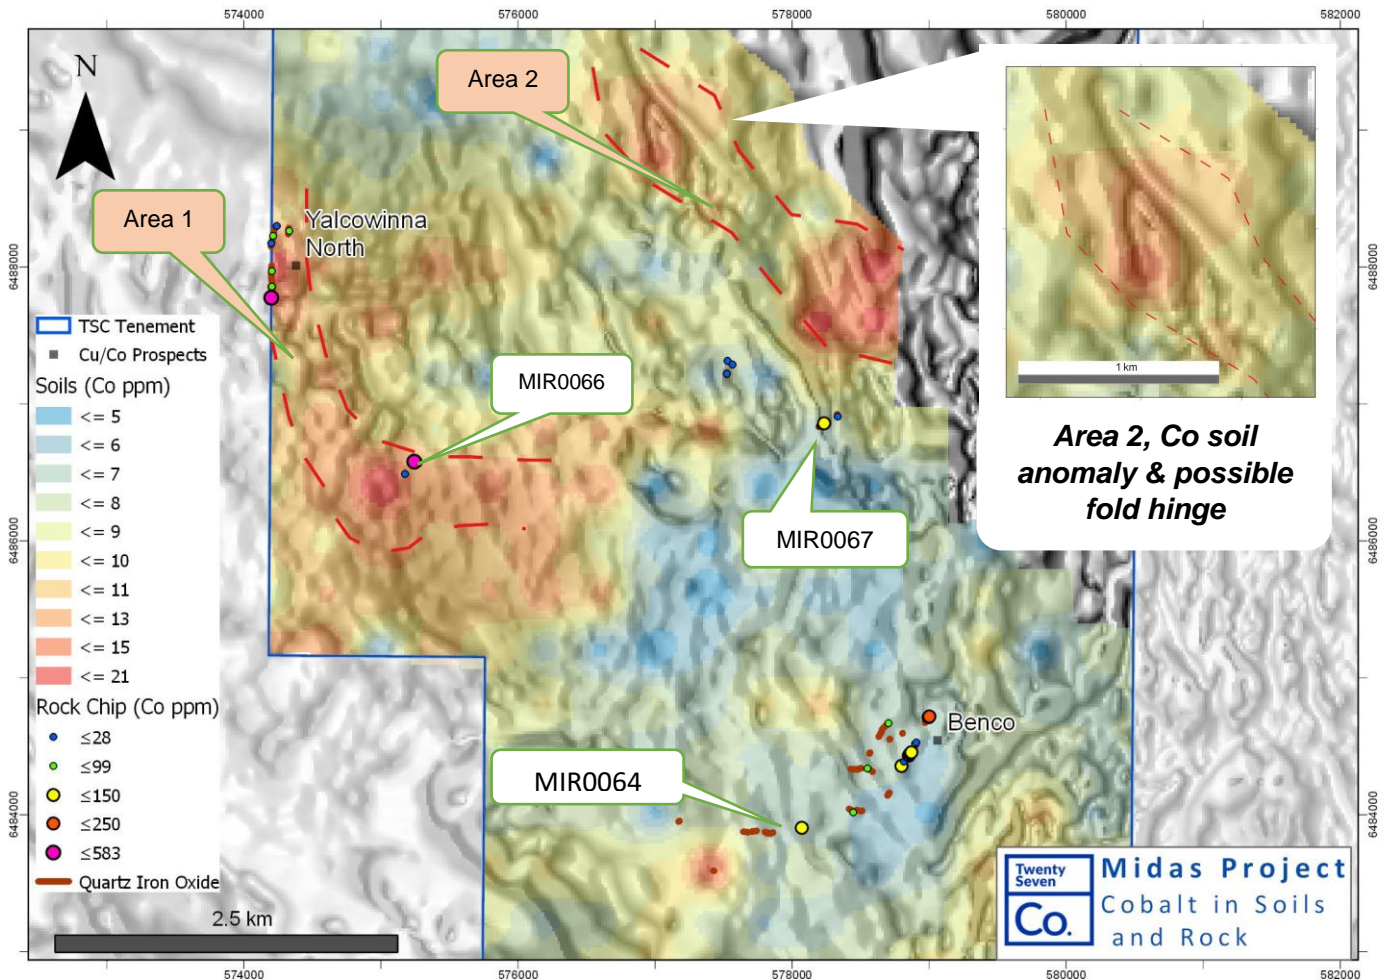 574000
576000
578000
580000
582000
N
Area 2
Area 1
Yalcowinna
North
6488000
6488000
1 km
Area 2, Co soil
anomaly & possible
fold hinge
TSC Tenement
Cu/Co Prospects
Soils (Co ppm)
<= 5
<= 6
<= 7
<= 8
<= 9
<= 10
<= 11
<= 13
<= 15
<= 21
Rock Chip (Co ppm)
≤28
≤99
≤150
≤250
≤583
Quartz Iron Oxide
2.5 km
MIR0066
MIR0067
6486000
6486000
Benco
MIR0064
6484000
6484000
Twenty
Seven
Co.
Midas Project
Cobalt in Soils
and Rock
574000
576000
578000
580000
582000